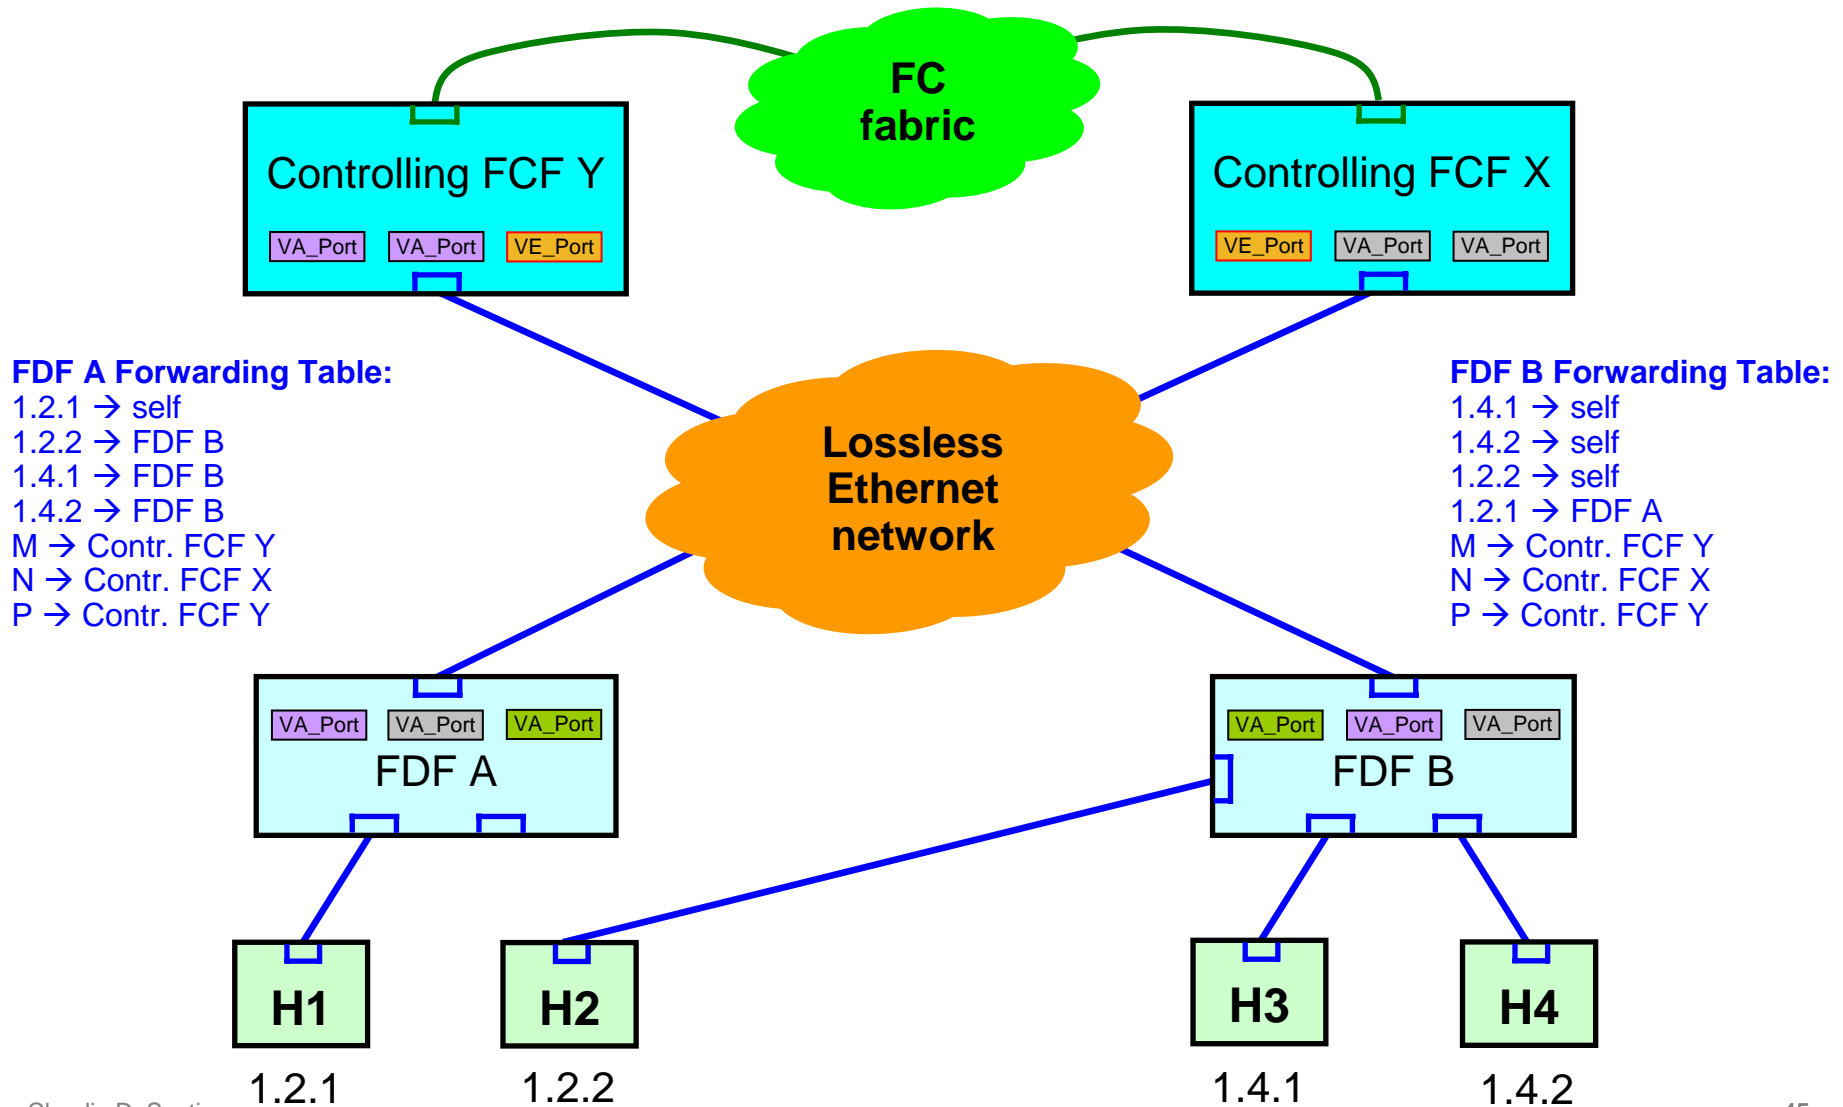 FC
fabric
Controlling FCF Y
VA_Port VA_Port VE_Port
Controlling FCF X
VE_Port VA_Port VA_Port
FDF A Forwarding Table:
1.2.1 → self
1.2.2 → FDF B
1.4.1 → FDF B
1.4.2 → FDF B
M → Contr. FCF Y
N → Contr. FCF X
P → Contr. FCF Y
Lossless
Ethernet
network
FDF B Forwarding Table:
1.4.1 → self
1.4.2 → self
1.2.2 → self
1.2.1 → FDF A
M → Contr. FCF Y
N → Contr. FCF X
P → Contr. FCF Y
VA_Port VA_Port VA_Port
FDF A
VA_Port VA_Port VA_Port
FDF B
H1
H2
H3
H4
1.2.1
1.2.2
1.4.1
1.4.2